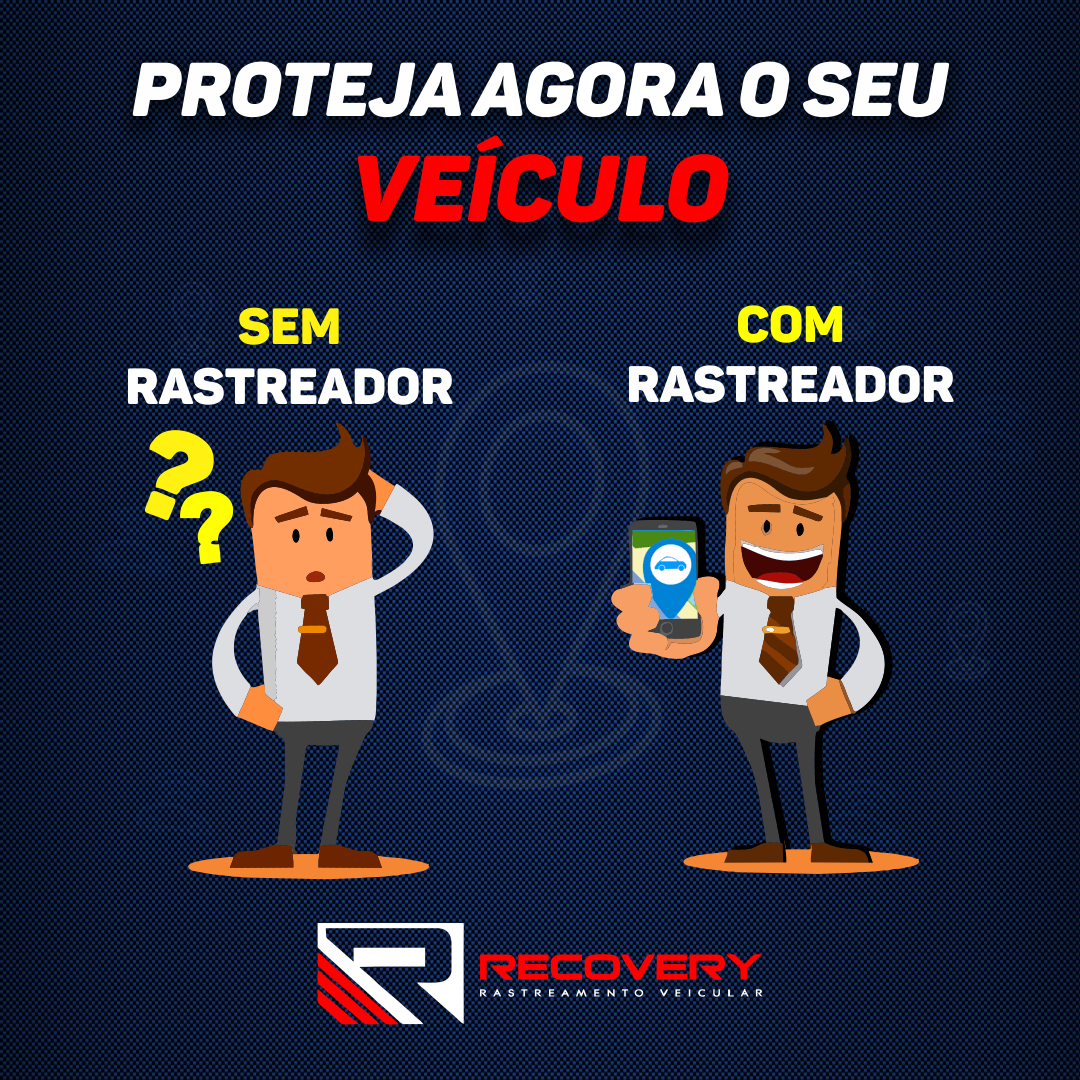 PROTEJA AGORA O SEU
VEÍCULO
SEM
RASTREADOR
COM
RASTREADOR
??
RECOVERY
RASTREAMENTO VEICULAR